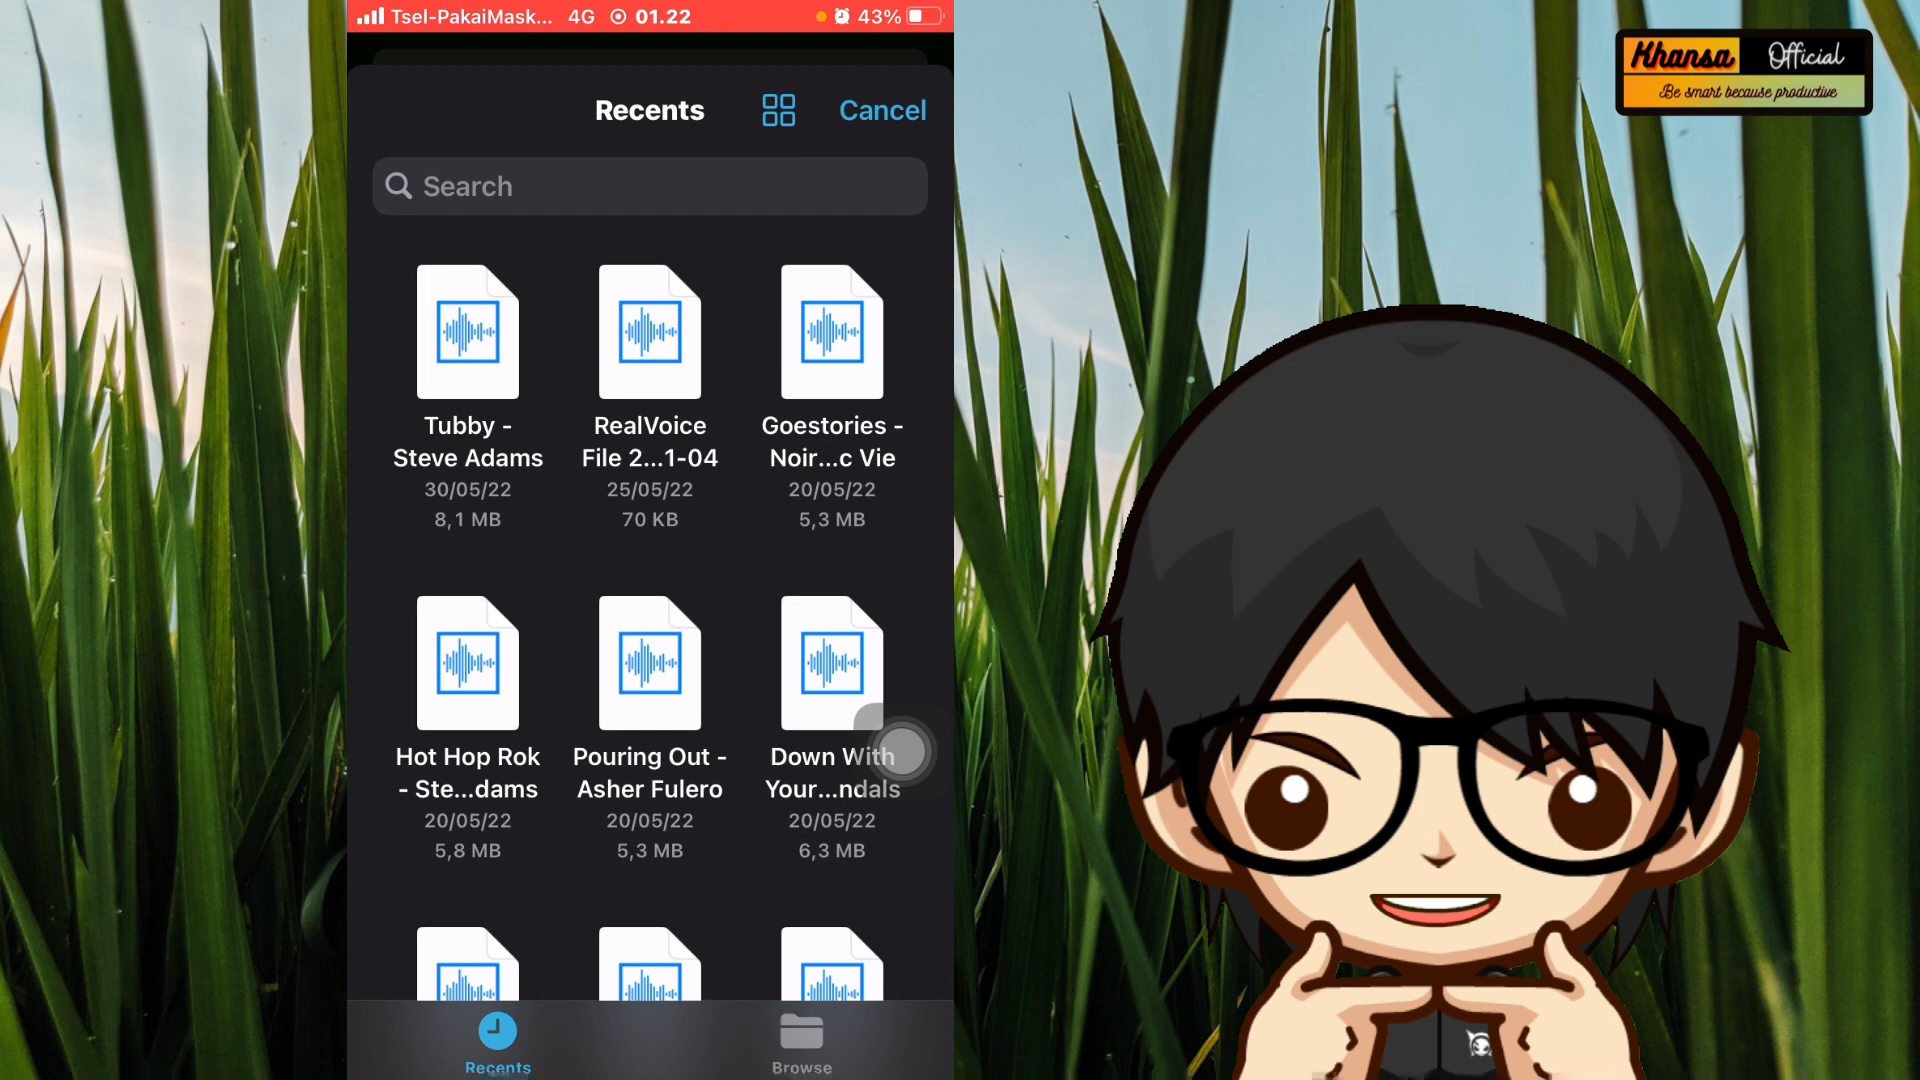 Tsel-PakaiMask... 4G 01.22 43%
Khansa Official
Be smart because productive
Recents Cancel
Search
Tubby -
Steve Adams
30/05/22
8,1 MB
RealVoice
File 2...1-04
25/05/22
70 KB
Goestories -
Noir...c Vie
20/05/22
5,3 MB
Hot Hop Rok
- Ste...dams
20/05/22
5,8 MB
Pouring Out -
Asher Fulero
20/05/22
5,3 MB
Down With
Your...ndals
20/05/22
6,3 MB
Recents
Browse